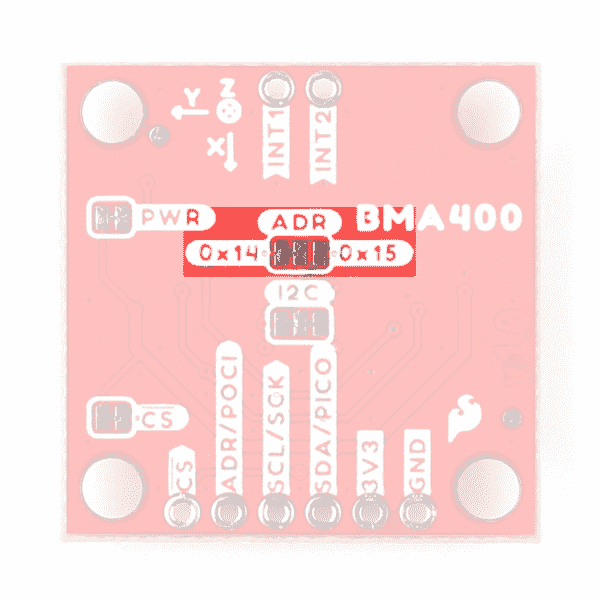 Y
Z
X
INT1
INT2
PWR
ADR
BMA400
0x14
0x15
I2C
CS
CS
ADR/POCI
SCL/SCK
SDA/PICO
3V3
GND